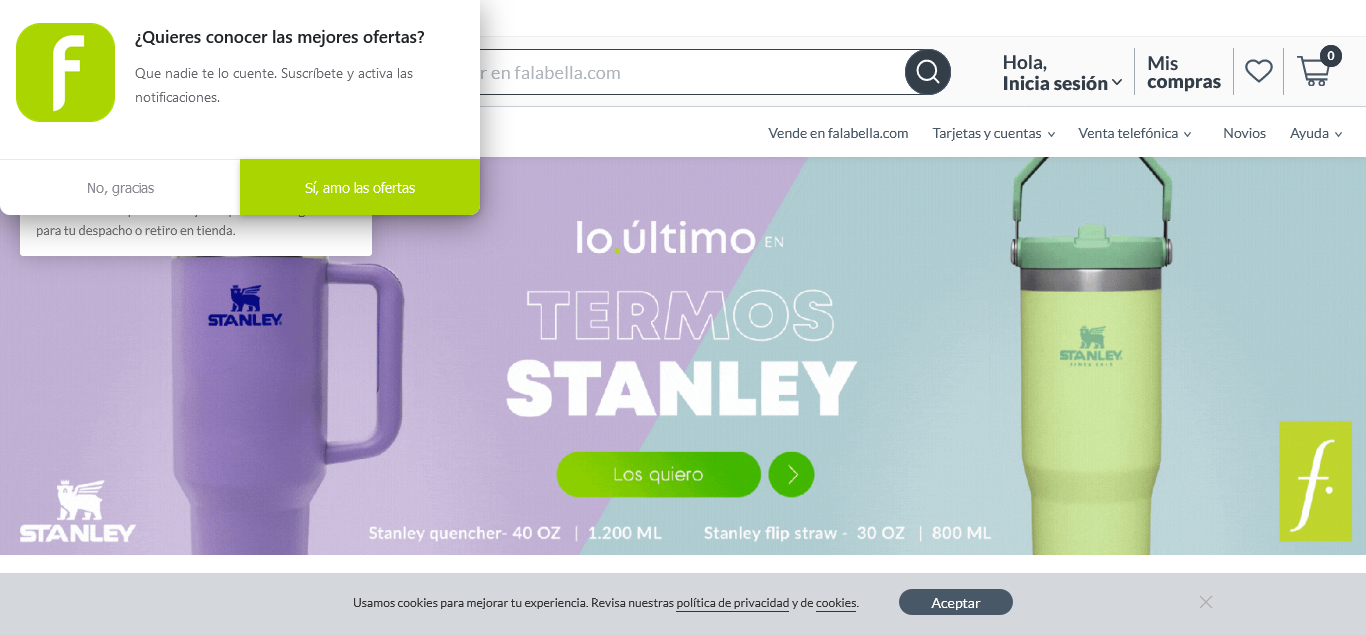 ¿Quieres conocer las mejores ofertas?
Que nadie te lo cuente. Suscríbete y activa las
notificaciones.
No, gracias
Sí, amo las ofertas
en falabella.com
Hola,
Inicia sesión
Mis
compras
0
Vende en falabella.com
Tarjetas y cuentas
Venta telefónica
Novios
Ayuda
para tu despacho o retiro en tienda.
lo.último EN
TERMOS
STANLEY
Los quiero
Stanley quencher- 40 OZ | 1.200 ML
Stanley flip straw - 30 OZ | 800 ML
STANLEY
STANLEY
STANLEY
SINCE 1913
f.
Usamos cookies para mejorar tu experiencia. Revisa nuestras política de privacidad y de cookies.
Aceptar